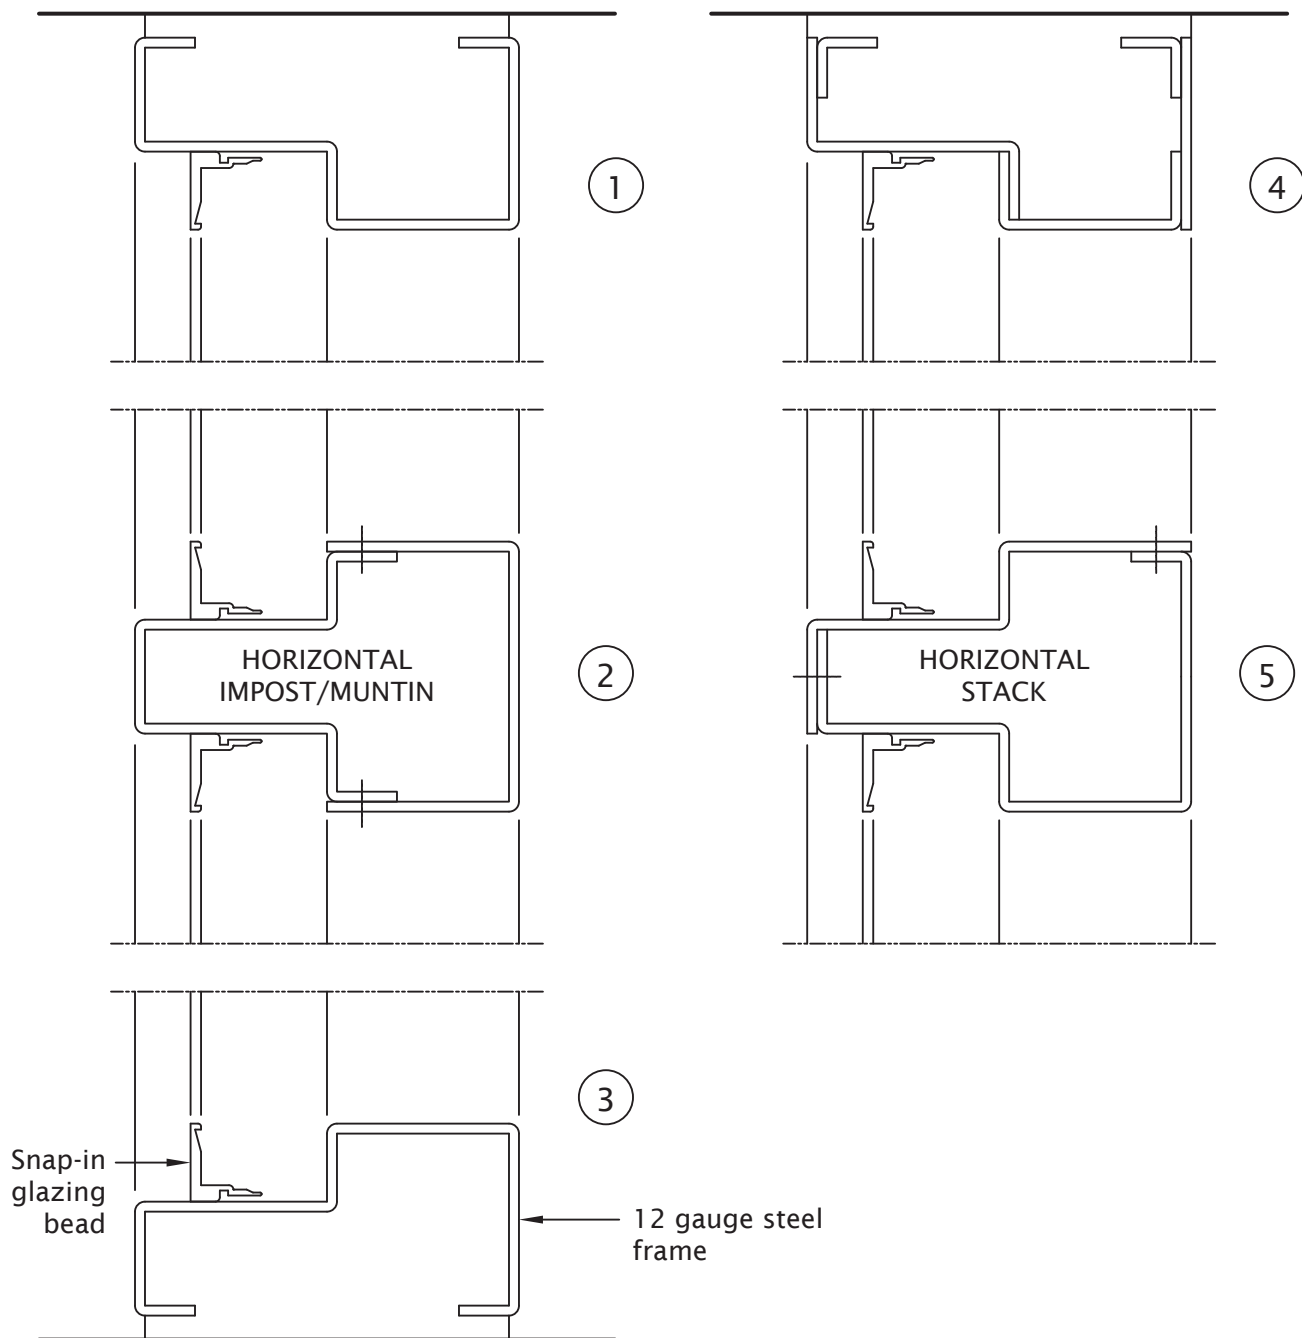 1
4
HORIZONTAL
IMPOST/MUNTIN
2
HORIZONTAL
STACK
5
3
Snap-in
glazing
bead
12 gauge steel
frame